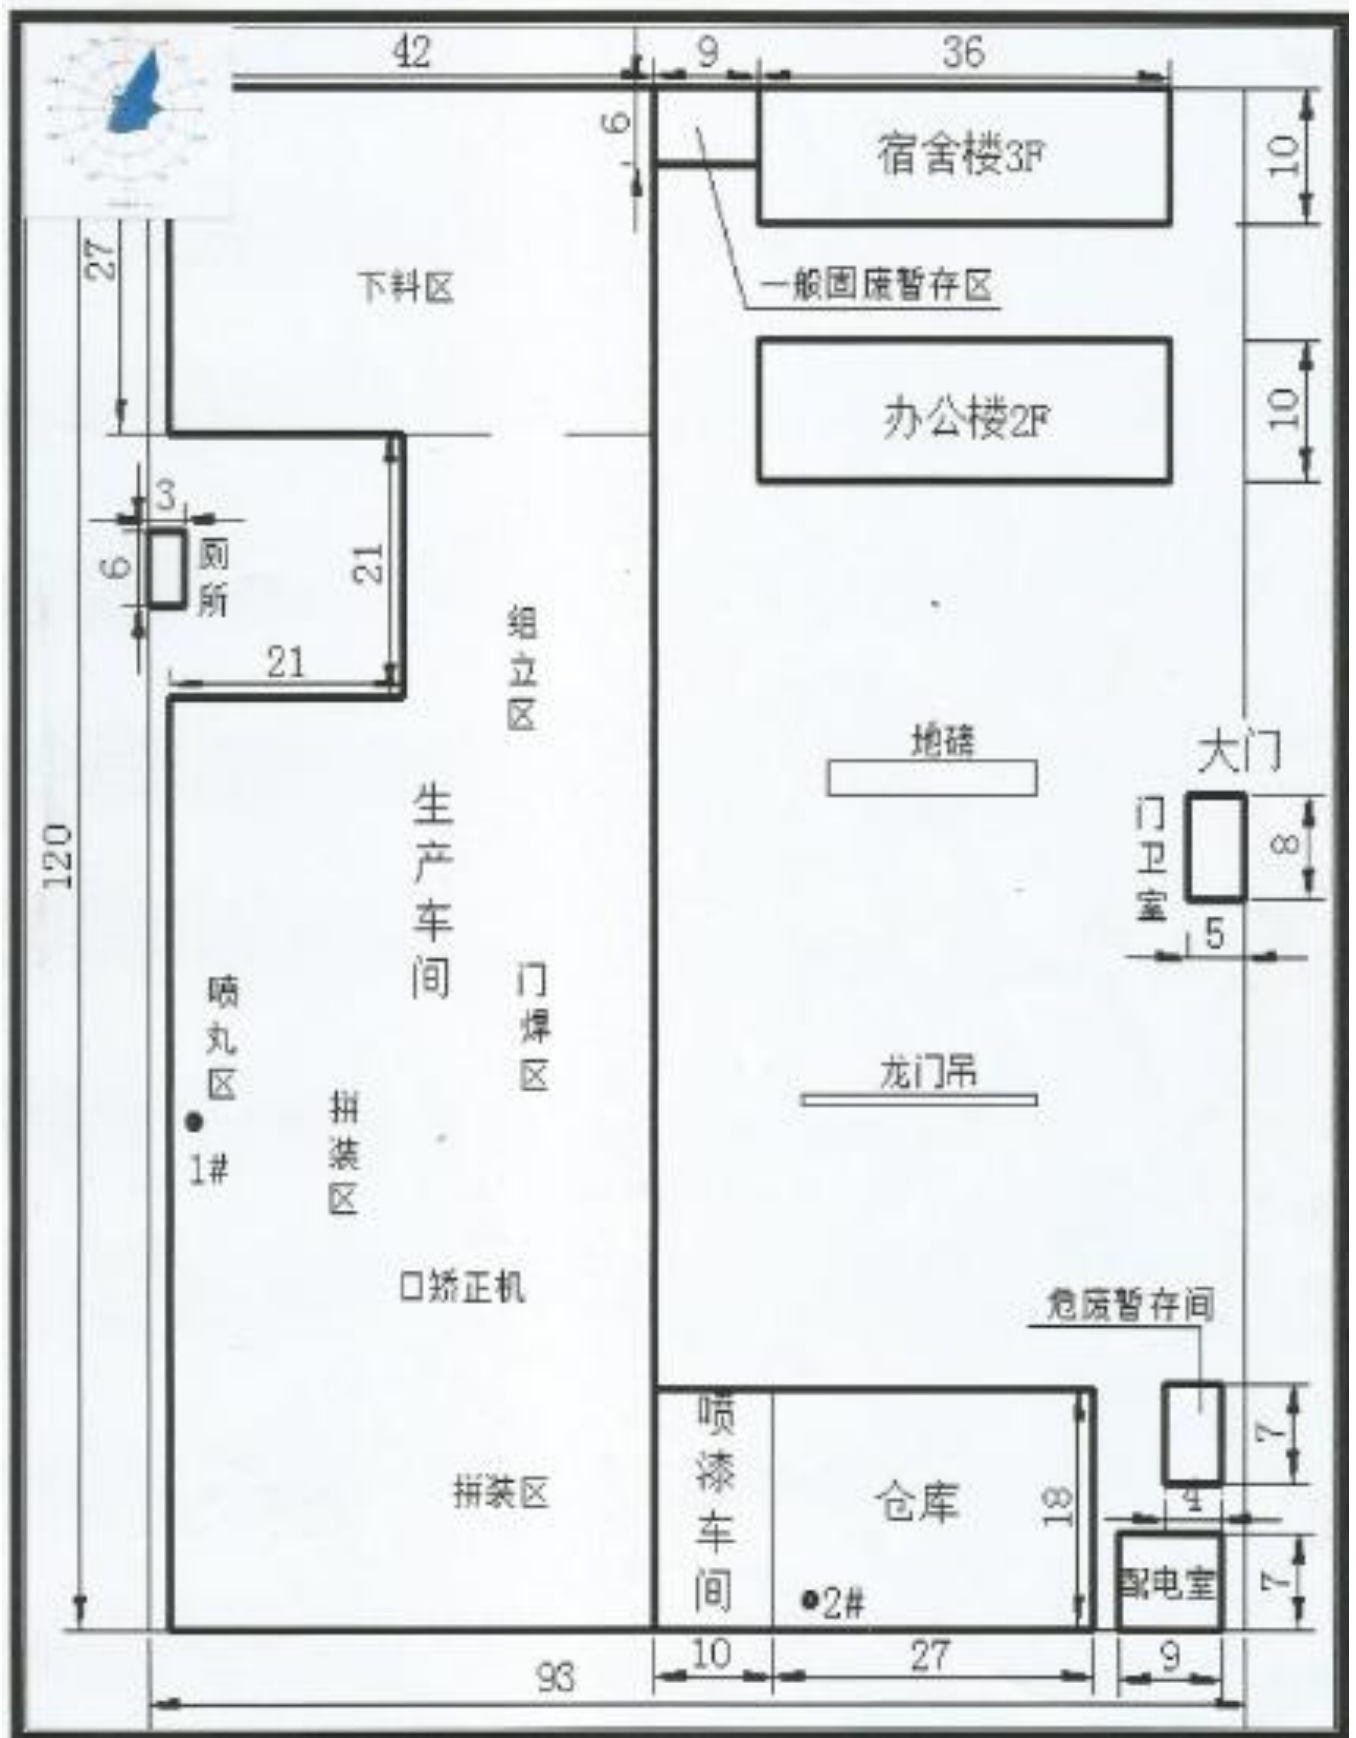 42
9
36
6
宿舍楼3F
10
27
下料区
一般固废暂存区
办公楼2F
10
3
6
厕所
21
21
组立区
地磅
大门
门卫室
8
5
120
生产车间
喷丸区
门焊区
1#
拼装区
龙门吊
口矫正机
危废暂存间
7
4
拼装区
喷漆车间
仓库
18
2#
配电室
7
10
27
9
93